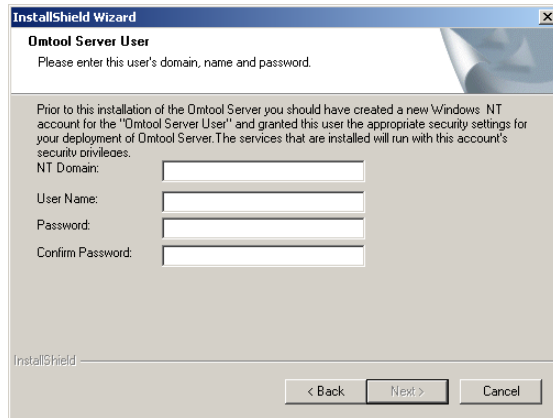 InstallShield Wizard
Omtool Server User
Please enter this user's domain, name and password.
Prior to this installation of the Omtool Server you should have created a new Windows NT
account for the "Omtool Server User" and granted this user the appropriate security settings for
your deployment of Omtool Server.The services that are installed will run with this account's
security privileges.
NT Domain:
User Name:
Password:
Confirm Password:
InstallShield
< Back
Next >
Cancel